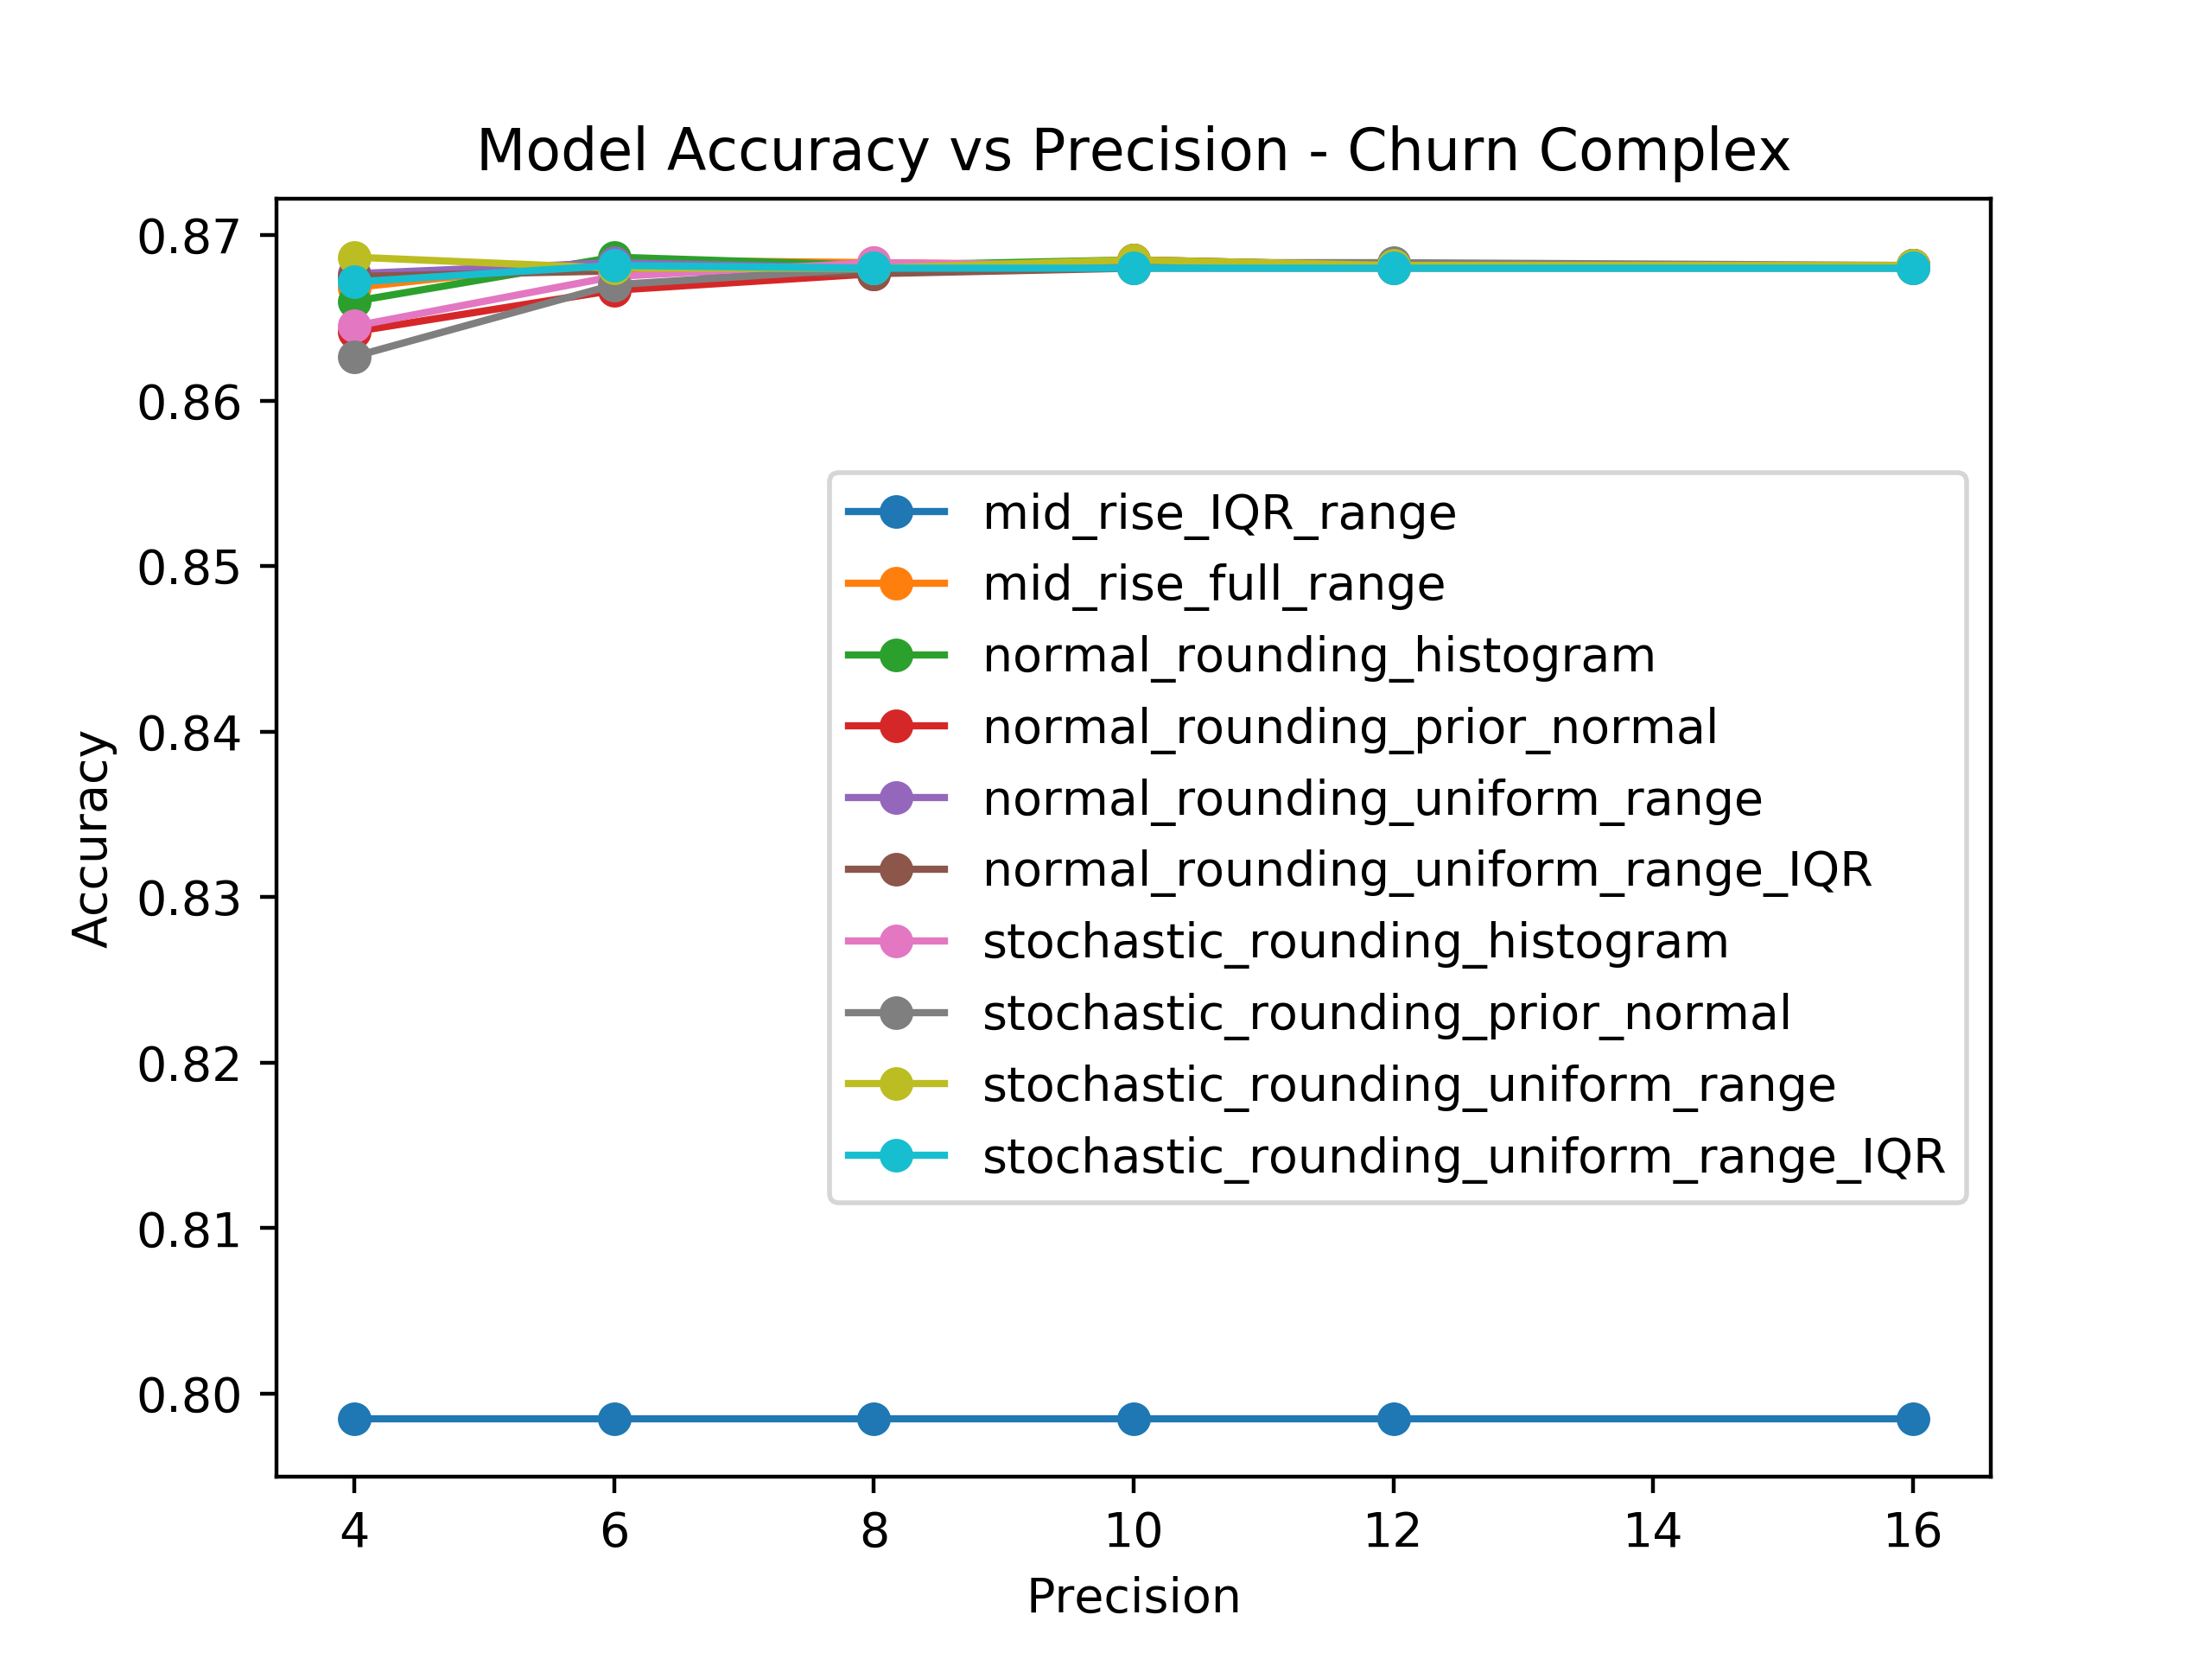 Model Accuracy vs Precision - Churn Complex
0.87
0.86
0.85
0.84
0.83
0.82
0.81
0.80
Accuracy
mid_rise_IQR_range
mid_rise_full_range
normal_rounding_histogram
normal_rounding_prior_normal
normal_rounding_uniform_range
normal_rounding_uniform_range_IQR
stochastic_rounding_histogram
stochastic_rounding_prior_normal
stochastic_rounding_uniform_range
stochastic_rounding_uniform_range_IQR
4 6 8 10 12 14 16
Precision